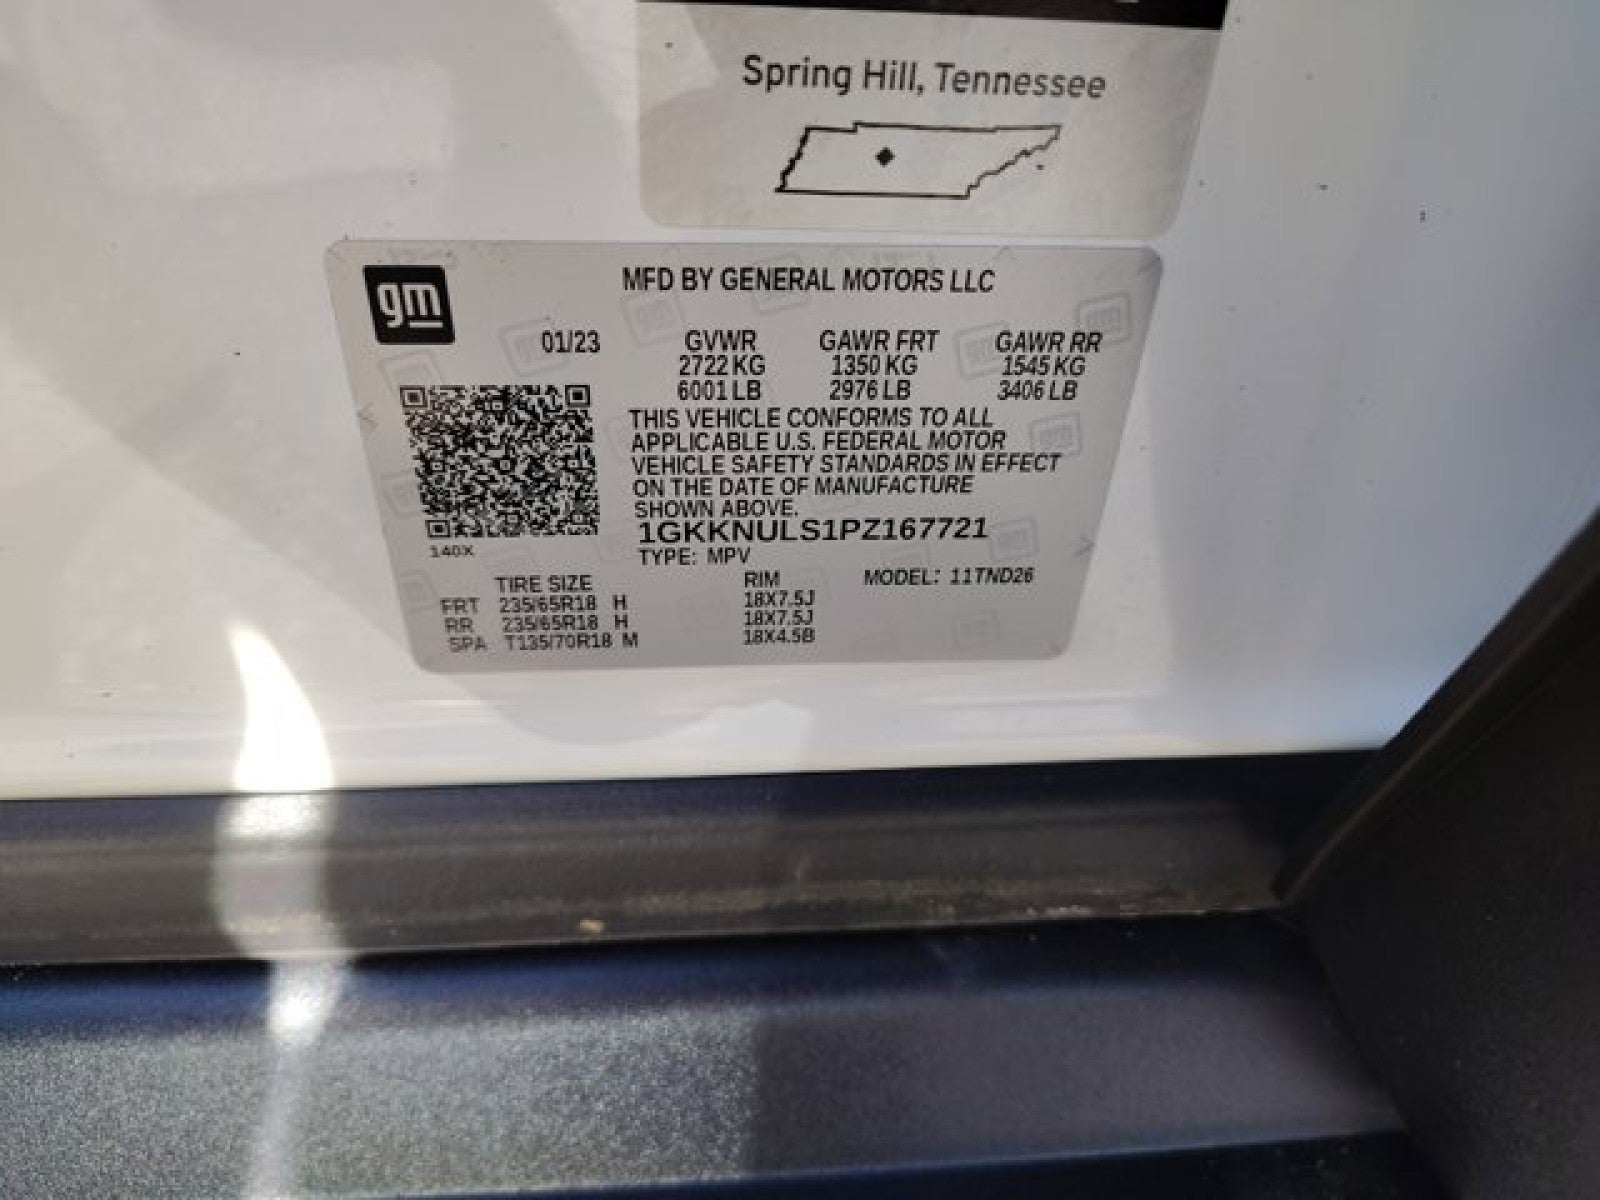 Spring Hill, Tennessee
gm
MFD BY GENERAL MOTORS LLC
01/23 GVWR GAWR FRT GAWR RR
2722 KG 1350 KG 1545 KG
6001 LB 2976 LB 3406 LB
THIS VEHICLE CONFORMS TO ALL
APPLICABLE U.S. FEDERAL MOTOR
VEHICLE SAFETY STANDARDS IN EFFECT
ON THE DATE OF MANUFACTURE
SHOWN ABOVE.
1GKKNULS1PZ167721
140X
TYPE: MPV
MODEL: 11TND26
TIRE SIZE RIM
FRT 235/65R18 H 18X7.5J
RR 235/65R18 H 18X7.5J
SPA T135/70R18 M 18X4.5B